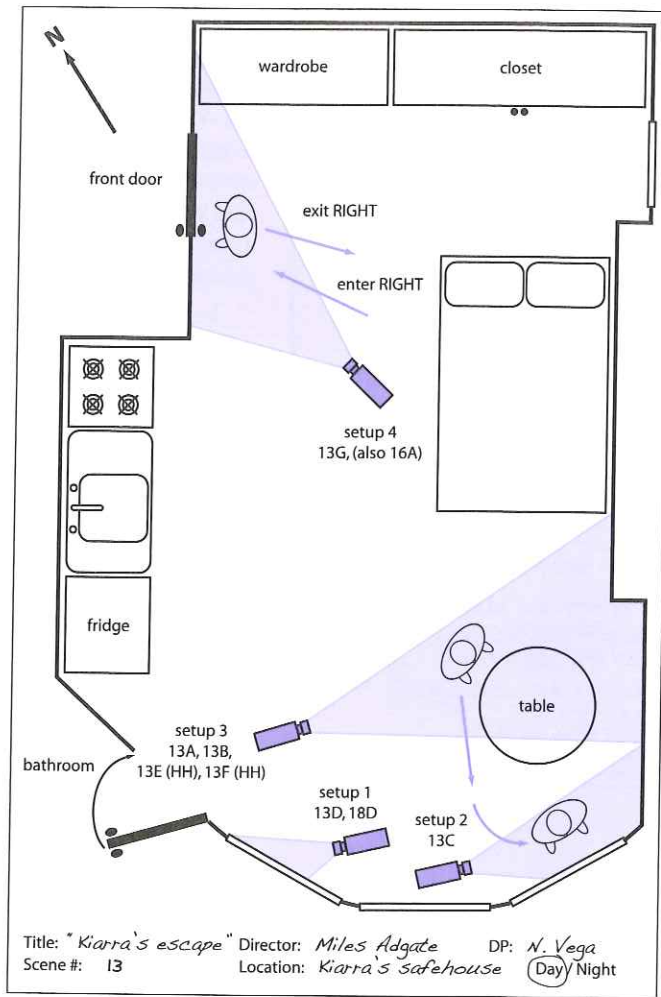 N
wardrobe
closet
front door
exit RIGHT
enter RIGHT
setup 4
13G, (also 16A)
fridge
table
setup 3
13A, 13B,
13E (HH), 13F (HH)
bathroom
setup 1
13D, 18D
setup 2
13C
Title: "Kiarra's escape" Director: Miles Adgate DP: N. Vega
Scene #: 13 Location: Kiarra's safehouse Day/Night